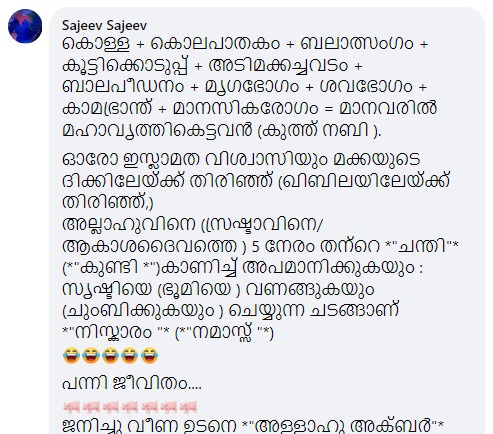 Sajeev Sajeev
കൊള്ള + കൊലപാതകം + ബലാത്സംഗം +
കൂട്ടിക്കൊടുപ്പ് + അടിമക്കച്ചവടം +
ബാലപീഡനം + മൃഗഭോഗം + ശവഭോഗം +
കാമഭ്രാന്ത് + മാനസികരോഗം = മാനവരിൽ
മഹാവൃത്തികെട്ടവൻ (കുത്ത് നബി ).
ഓരോ ഇസ്ലാമത വിശ്വാസിയും മക്കയുടെ
ദിക്കിലേയ്ക്ക് തിരിഞ്ഞ് (ഖിബിലയിലേയ്ക്ക്
തിരിഞ്ഞ്,)
അല്ലാഹുവിനെ (സ്രഷ്ടാവിനെ/
ആകാശദൈവത്തെ ) 5 നേരം തന്റെ *"ചന്തി"*
(*"കുണ്ടി *")കാണിച്ച് അപമാനിക്കുകയും :
സൃഷ്ടിയെ (ഭൂമിയെ ) വണങ്ങുകയും
(ചുംബിക്കുകയും ) ചെയ്യുന്ന ചടങ്ങാണ്
*"നിസ്കാരം "* (*"നമാസ്സ് "*)
😂😂😂😂😂
പന്നി ജീവിതം....
🐖🐖🐖🐖🐖🐖🐖
ജനിച്ചു വീണ ഉടനെ *"അള്ളാഹു അക്ബർ"*